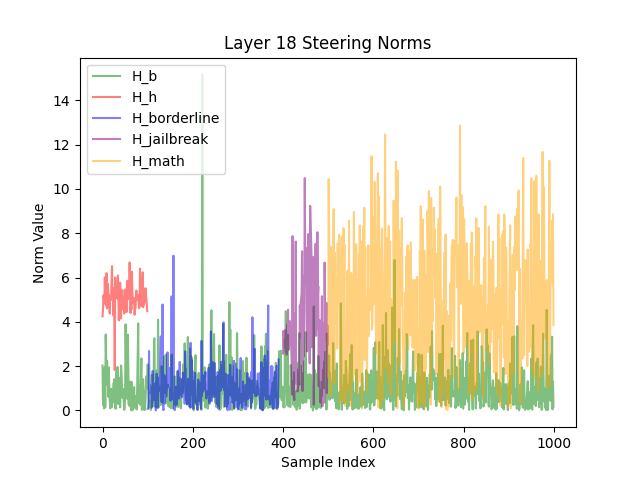 Layer 18 Steering Norms
H_b
H_h
H_borderline
H_jailbreak
H_math
Norm Value
14
12
10
8
6
4
2
0
0 200 400 600 800 1000
Sample Index